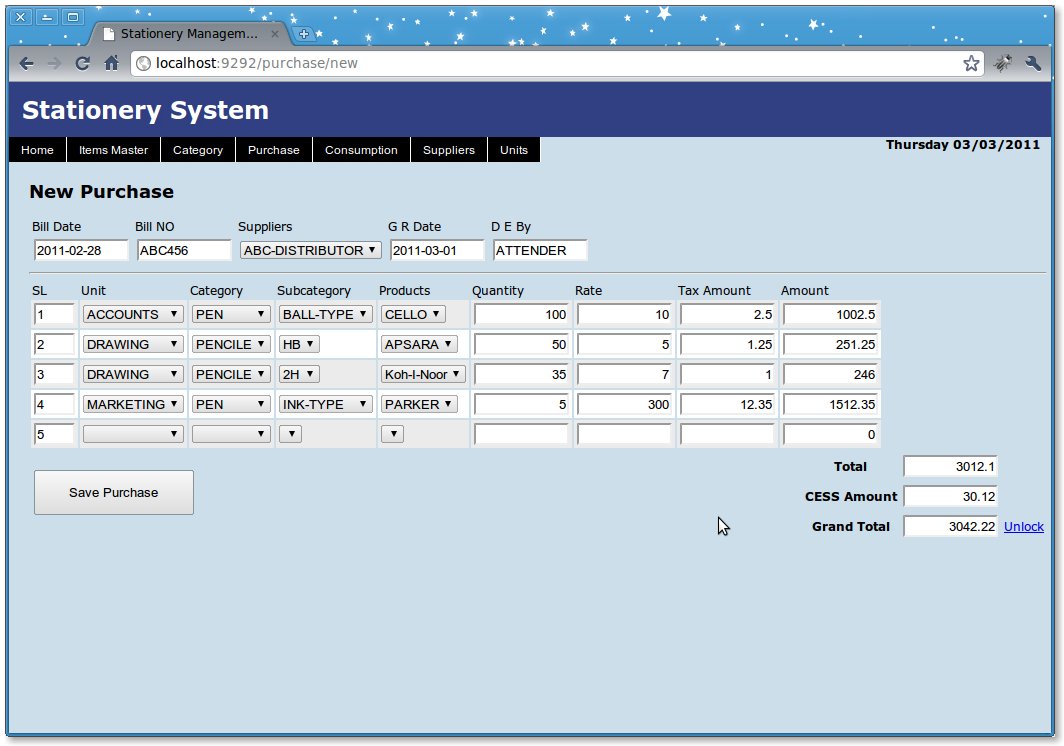 Stationery Managem...
localhost:9292/purchase/new
Stationery System
Home Items Master Category Purchase Consumption Suppliers Units
Thursday 03/03/2011
New Purchase
Bill Date Bill NO Suppliers G R Date D E By
2011-02-28 ABC456 ABC-DISTRIBUTOR 2011-03-01 ATTENDER
SL Unit Category Subcategory Products Quantity Rate Tax Amount Amount
1 ACCOUNTS PEN BALL-TYPE CELLO 100 10 2.5 1002.5
2 DRAWING PENCILE HB APSARA 50 5 1.25 251.25
3 DRAWING PENCILE 2H Koh-I-Noor 35 7 1 246
4 MARKETING PEN INK-TYPE PARKER 5 300 12.35 1512.35
5 0
Total 3012.1
Save Purchase
CESS Amount 30.12
Grand Total 3042.22 Unlock